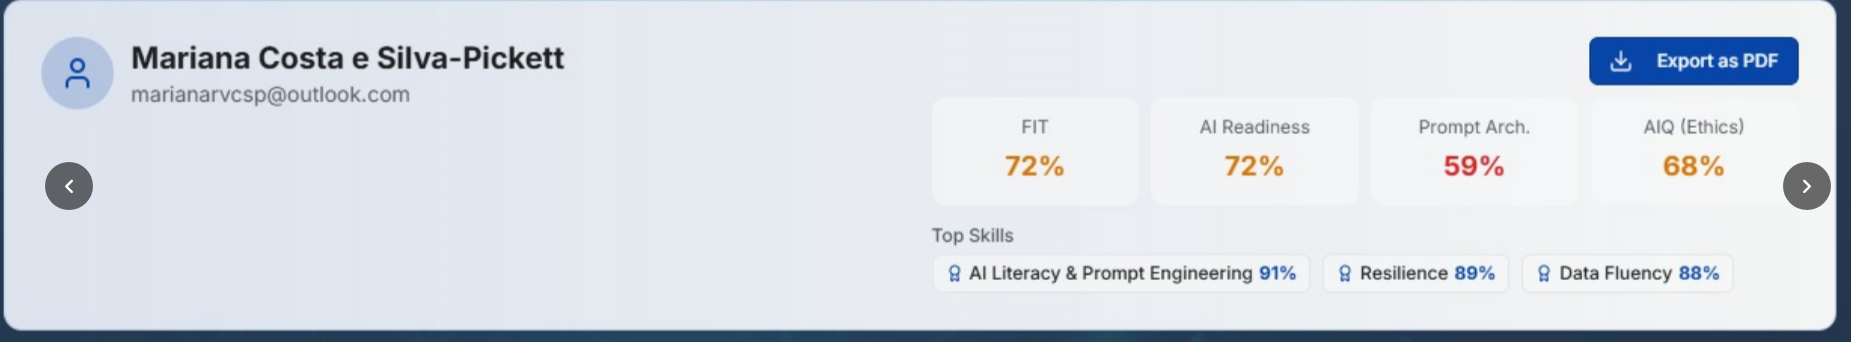 Mariana Costa e Silva-Pickett
marianarvcsp@outlook.com
Export as PDF
FIT
72%
AI Readiness
72%
Prompt Arch.
59%
AIQ (Ethics)
68%
Top Skills
AI Literacy & Prompt Engineering 91%
Resilience 89%
Data Fluency 88%